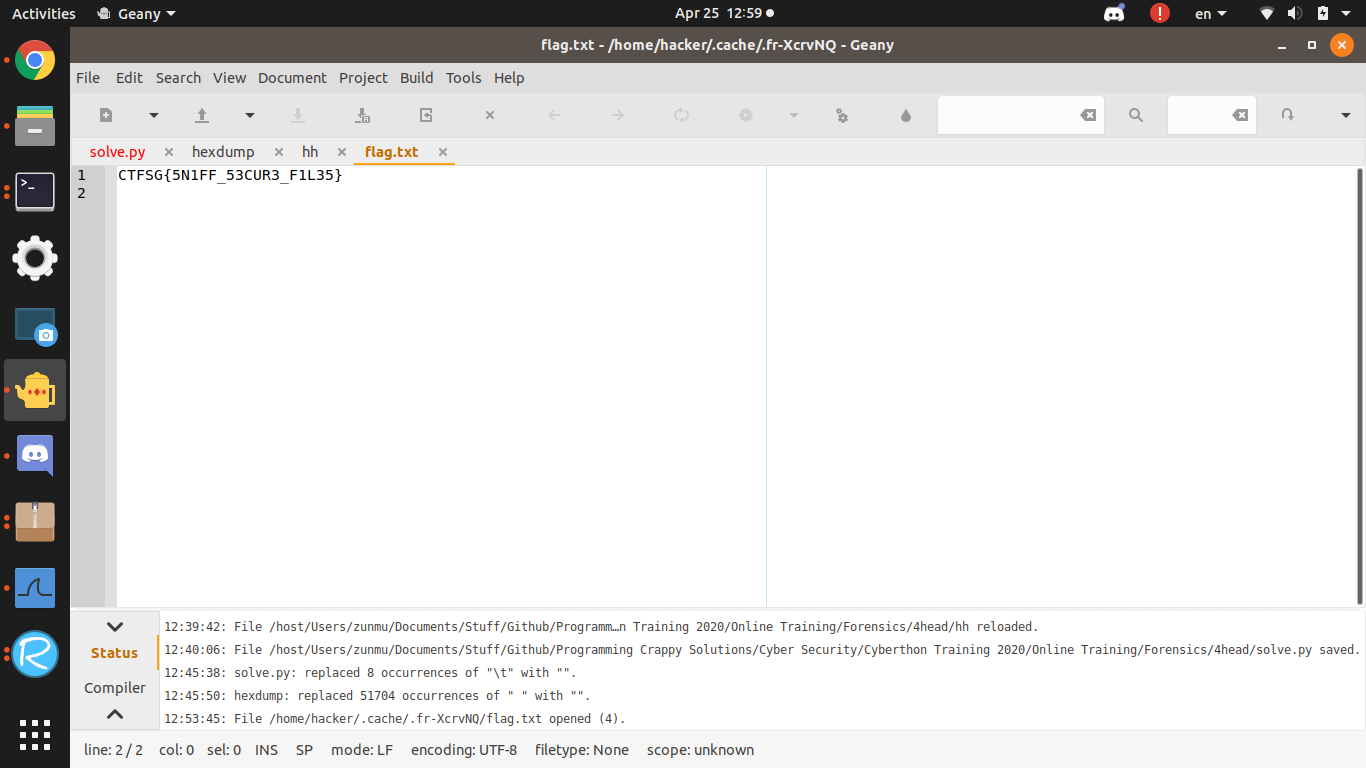 Activities Geany Apr 25 12:59 en
flag.txt - /home/hacker/.cache/.fr-XcrvNQ - Geany
File Edit Search View Document Project Build Tools Help
solve.py hexdump hh flag.txt
1 CTFSG{5N1FF_53CUR3_F1L35}
2
Status
Compiler
12:39:42: File /host/Users/zunmu/Documents/Stuff/Github/Programm…n Training 2020/Online Training/Forensics/4head/hh reloaded.
12:40:06: File /host/Users/zunmu/Documents/Stuff/Github/Programming Crappy Solutions/Cyber Security/Cyberthon Training 2020/Online Training/Forensics/4head/solve.py saved.
12:45:38: solve.py: replaced 8 occurrences of "\t" with "".
12:45:50: hexdump: replaced 51704 occurrences of " " with "".
12:53:45: File /home/hacker/.cache/.fr-XcrvNQ/flag.txt opened (4).
line: 2 / 2 col: 0 sel: 0 INS SP mode: LF encoding: UTF-8 filetype: None scope: unknown